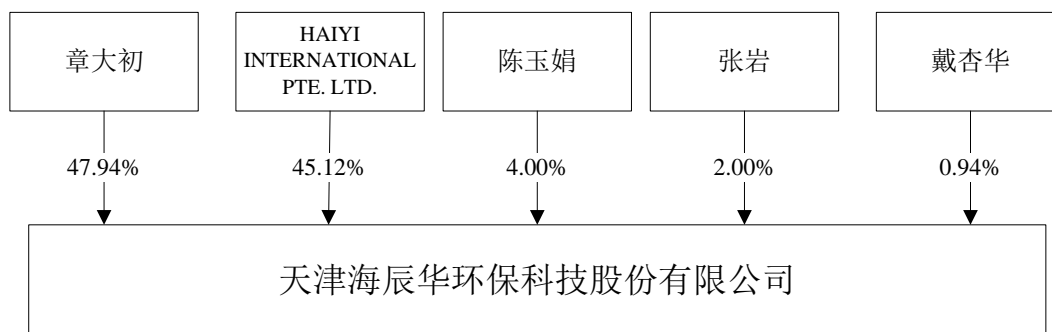 章大初
HAIYI
INTERNATIONAL
PTE. LTD.
陈玉娟
张岩
戴杏华
47.94%
45.12%
4.00%
2.00%
0.94%
天津海辰华环保科技股份有限公司